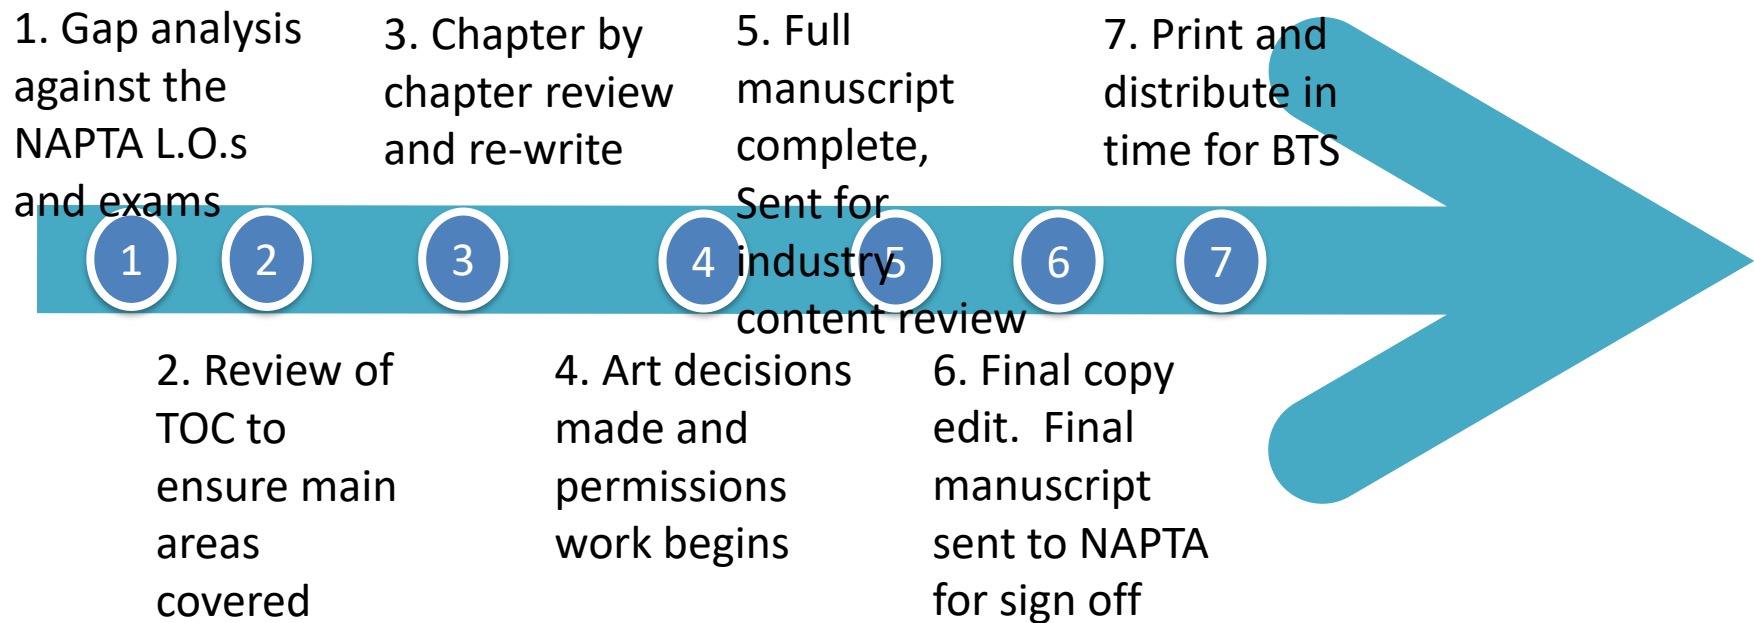 1. Gap analysis
against the
NAPTA L.O.s
and exams
3. Chapter by
chapter review
and re-write
5. Full
manuscript
complete,
Sent for
industry
content review
7. Print and
distribute in
time for BTS
1
2
3
4
5
6
7
2. Review of
TOC to
ensure main
areas
covered
4. Art decisions
made and
permissions
work begins
6. Final copy
edit.  Final
manuscript
sent to NAPTA
for sign off